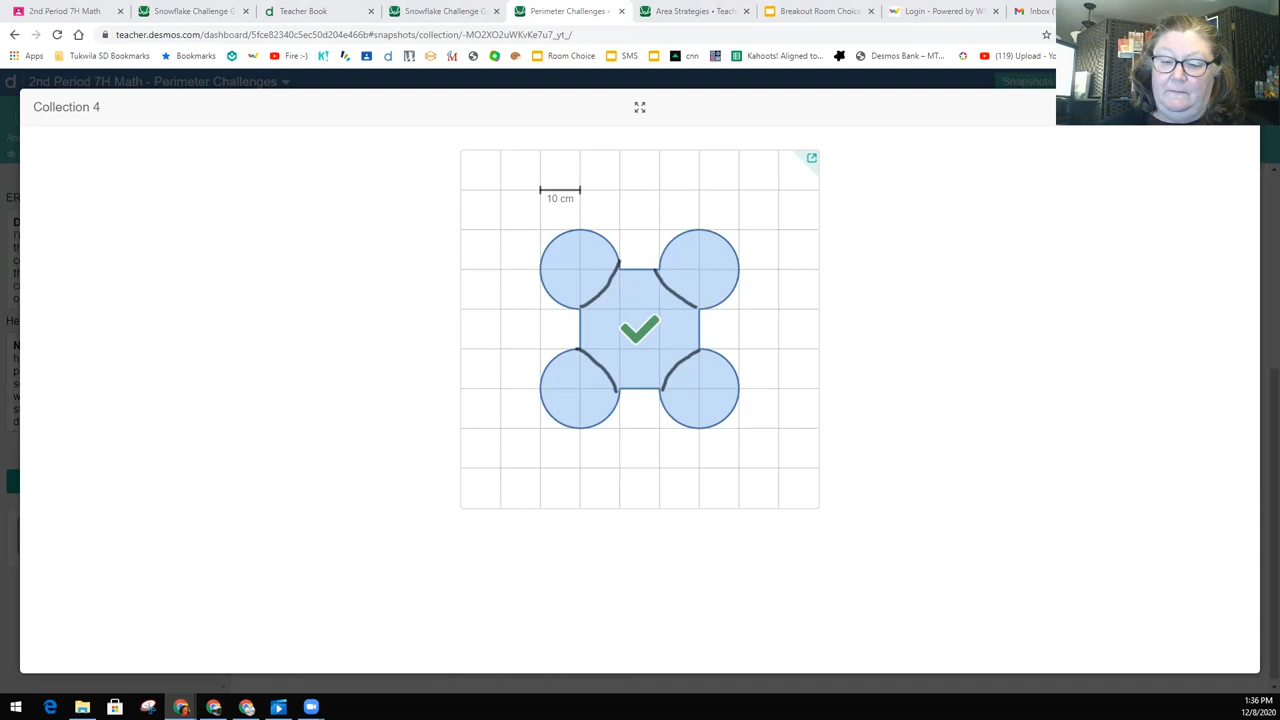 2nd Period 7H Math
Snowflake Challenge G
Teacher Book
Snowflake Challenge G
Perimeter Challenges -
Area Strategies • Teach
Breakout Room Choice
Login - Powered by W
Inbox
teacher.desmos.com/dashboard/5fce82340c5ec50d204e466b#snapshots/collection/-MO2XO2uWKvKe7u7_yt_/
Apps
Tukwila SD Bookmarks
Bookmarks
Fire :-)
Room Choice
SMS
cnn
Kahoots! Aligned to...
Desmos Bank – MT...
(119) Upload - Yo
2nd Period 7H Math - Perimeter Challenges
Snapshots
Collection 4
10 cm
1:36 PM
12/8/2020